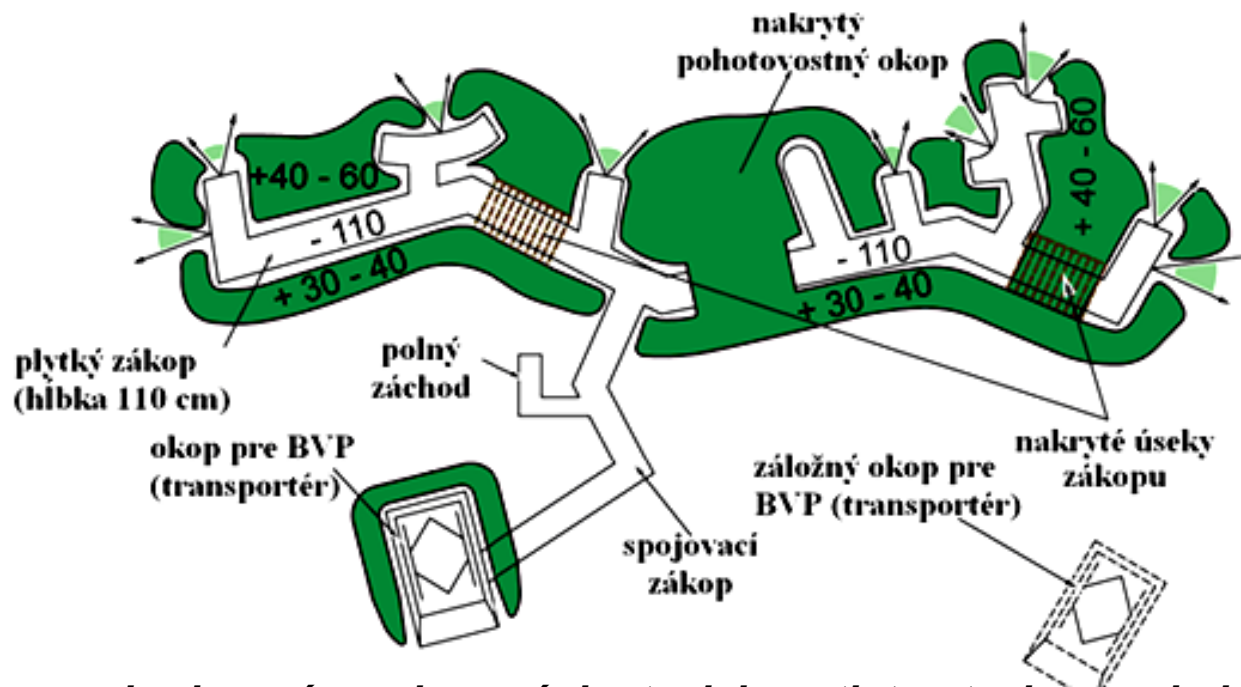 nakrytý
pohotovostný okop
+40 - 60
- 110
+ 30 - 40
+ 40 - 60
- 110
+ 30 - 40
plytký zákop
(hĺbka 110 cm)
polný
záchod
okop pre BVP
(transportér)
spojovací
zákop
záložný okop pre
BVP (transportér)
nakryté úseky
zákopu